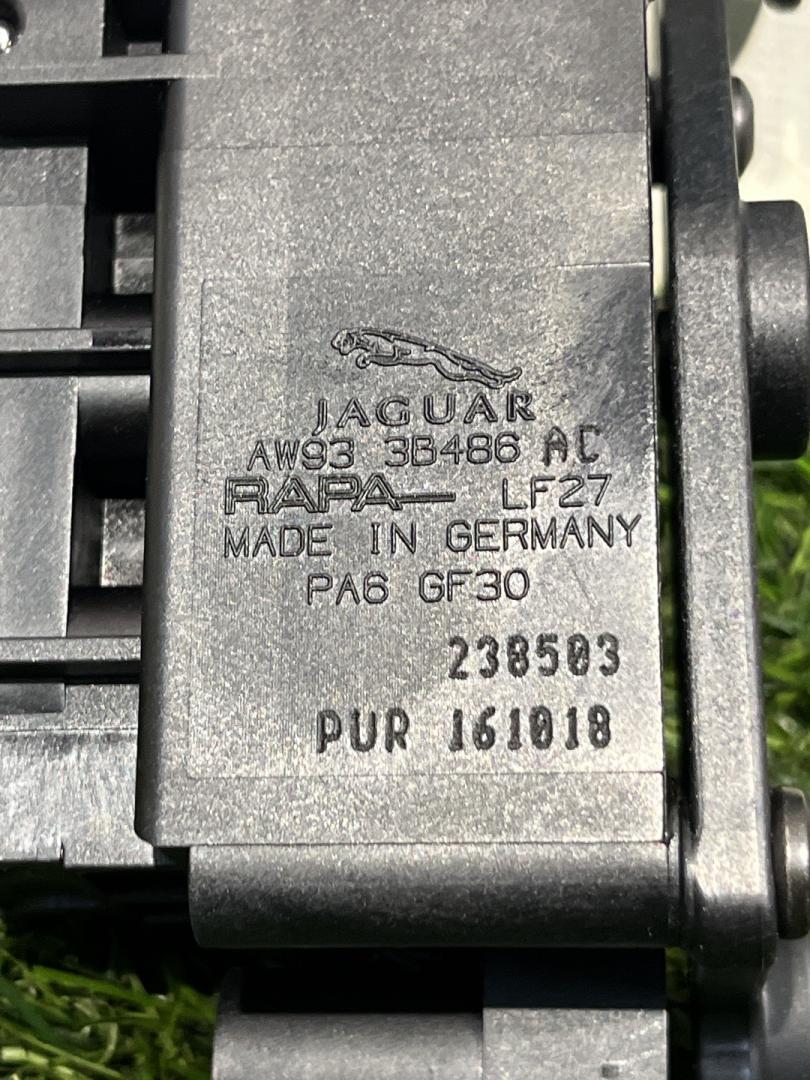 JAGUAR
AW93 3B486 AC
RAPA LF27
MADE IN GERMANY
PA6 GF30
238503
PUR 161018